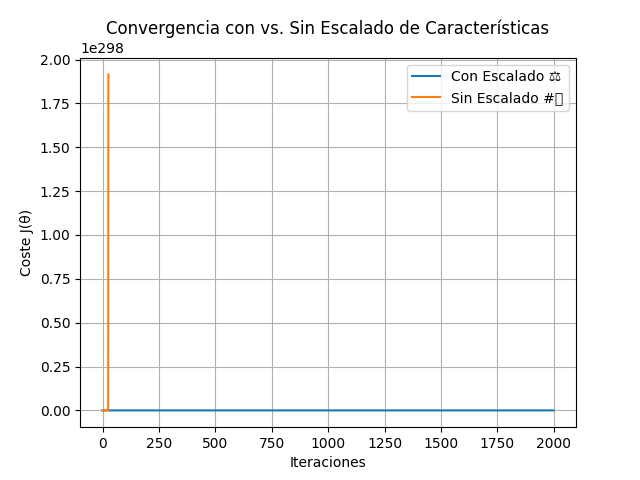 Convergencia con vs. Sin Escalado de Características
1e298
2.00
1.75
1.50
1.25
1.00
0.75
0.50
0.25
0.00
Coste J(θ)
Con Escalado ⚖
Sin Escalado #▯
0 250 500 750 1000 1250 1500 1750 2000
Iteraciones